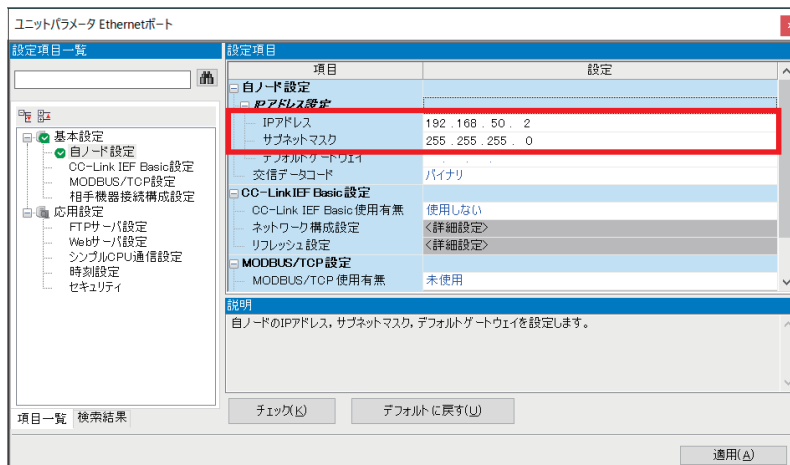 ユニットパラメータ Ethernetポート
設定項目一覧
設定項目
項目
設定
自ノード設定
IPアドレス設定
IPアドレス
192 . 168 . 50 . 2
サブネットマスク
255 . 255 . 255 . 0
デフォルトゲートウェイ
. . .
交信データコード
バイナリ
CC-Link IEF Basic設定
CC-Link IEF Basic使用有無
使用しない
ネットワーク構成設定
<詳細設定>
リフレッシュ設定
<詳細設定>
MODBUS/TCP設定
MODBUS/TCP使用有無
未使用
基本設定
自ノード設定
CC-Link IEF Basic設定
MODBUS/TCP設定
相手機器接続構成設定
応用設定
FTPサーバ設定
Webサーバ設定
シンプルCPU通信設定
時刻設定
セキュリティ
説明
自ノードのIPアドレス, サブネットマスク, デフォルトゲートウェイを設定します。
項目一覧
検索結果
チェック(K)
デフォルトに戻す(U)
適用(A)